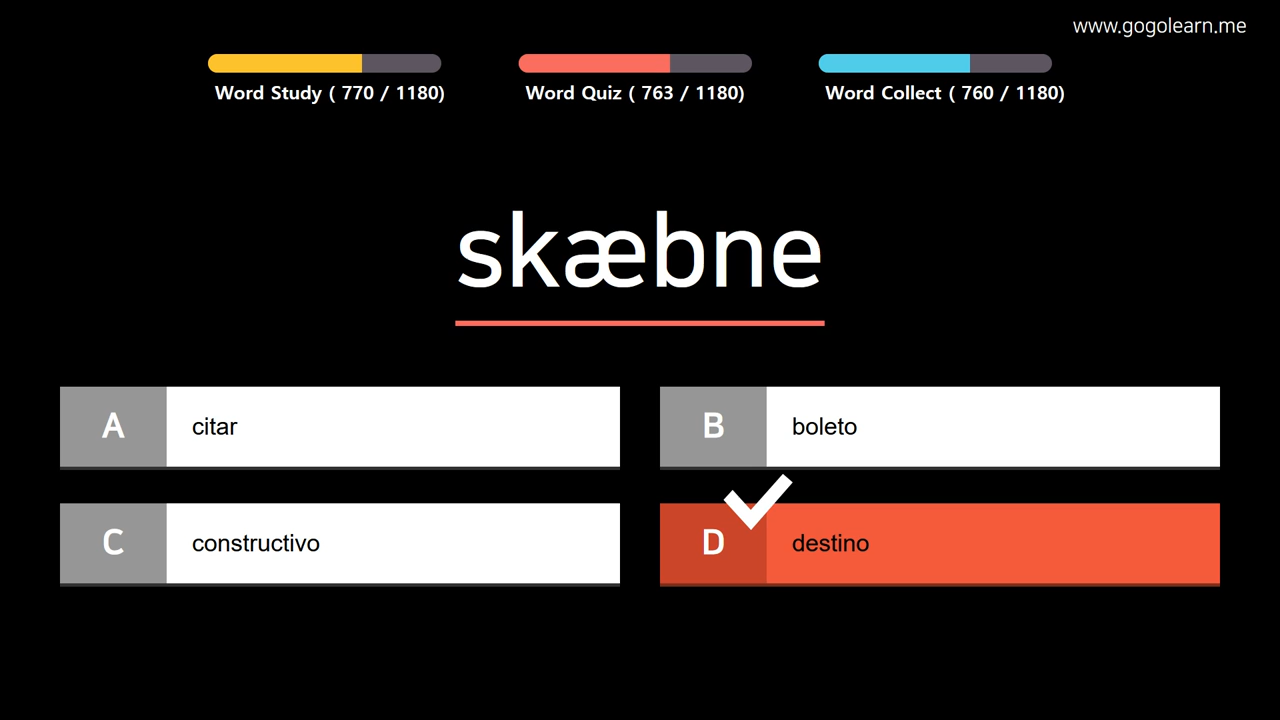 www.gogolearn.me
Word Study ( 770 / 1180)
Word Quiz ( 763 / 1180)
Word Collect ( 760 / 1180)
skæbne
A citar
B boleto
C constructivo
D destino